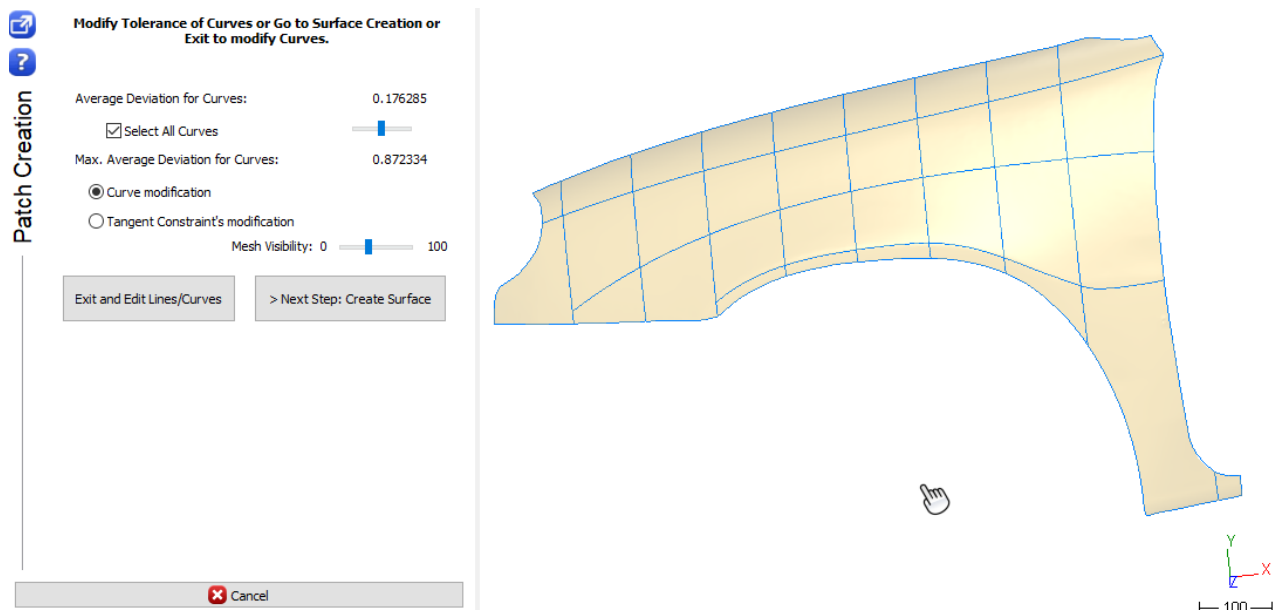 Modify Tolerance of Curves or Go to Surface Creation or
Exit to modify Curves.
?
Patch Creation
Average Deviation for Curves: 0.176285
Select All Curves
Max. Average Deviation for Curves: 0.872334
Curve modification
Tangent Constraint's modification
Mesh Visibility: 0 100
Exit and Edit Lines/Curves
> Next Step: Create Surface
Cancel
Y
X
Z
100